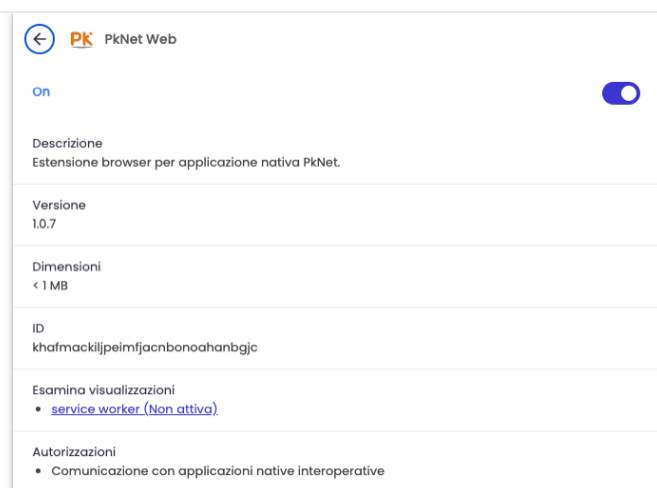 PK PkNet Web
On
Descrizione
Estensione browser per applicazione nativa PkNet.
Versione
1.0.7
Dimensioni
< 1 MB
ID
khafmackiljpeimfjacnbonoahanbgjc
Esamina visualizzazioni
• service worker (Non attiva)
Autorizzazioni
• Comunicazione con applicazioni native interoperative